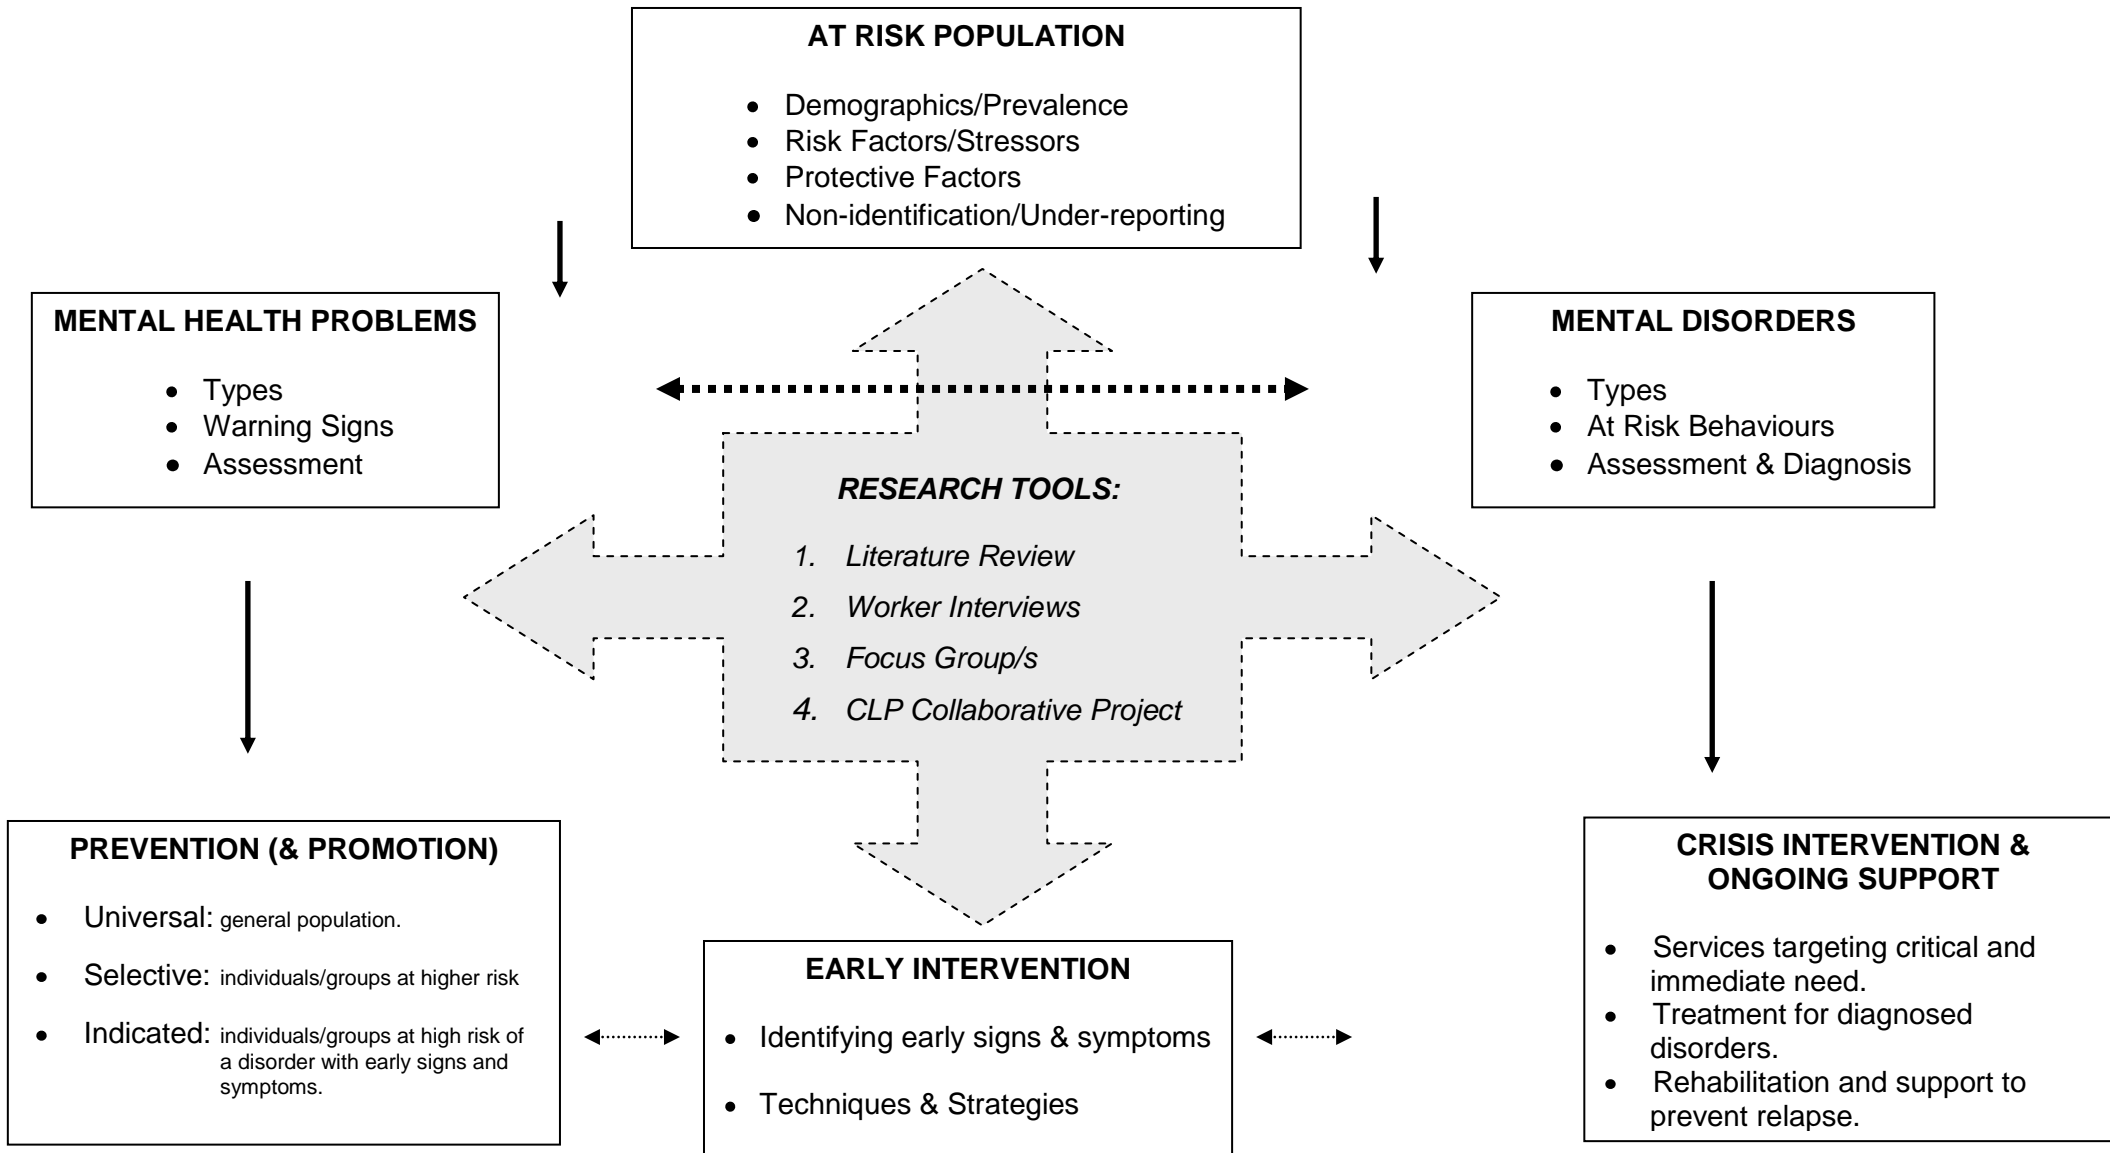 AT RISK POPULATION
• Demographics/Prevalence
• Risk Factors/Stressors
• Protective Factors
• Non-identification/Under-reporting
MENTAL HEALTH PROBLEMS
• Types
• Warning Signs
• Assessment
MENTAL DISORDERS
• Types
• At Risk Behaviours
• Assessment & Diagnosis
RESEARCH TOOLS:
1. Literature Review
2. Worker Interviews
3. Focus Group/s
4. CLP Collaborative Project
PREVENTION (& PROMOTION)
• Universal: general population.
• Selective: individuals/groups at higher risk
• Indicated: individuals/groups at high risk of
a disorder with early signs and
symptoms.
EARLY INTERVENTION
• Identifying early signs & symptoms
• Techniques & Strategies
CRISIS INTERVENTION &
ONGOING SUPPORT
• Services targeting critical and
immediate need.
• Treatment for diagnosed
disorders.
• Rehabilitation and support to
prevent relapse.